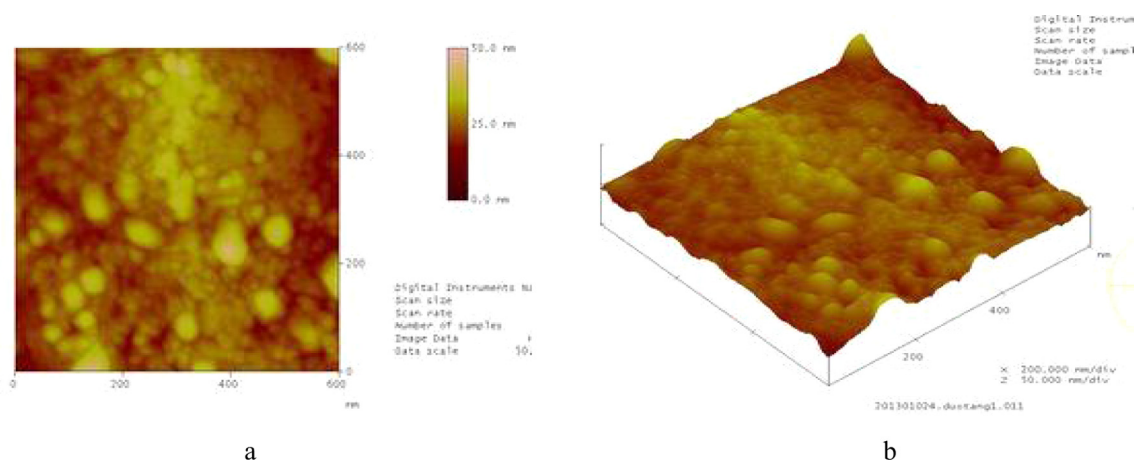 600
400
200
0
0 200 400 600
nm
50.0 nm
25.0 nm
0.0 nm
Digital Instruments Nu
Scan size
Scan rate
Number of samples
Image Data
Data scale 50.
a
Digital Instrum
Scan size
Scan rate
Number of sampl
Image Data
Data scale
nm
400
200
X 200.000 nm/div
Z 50.000 nm/div
201301024.duotang1.011
b